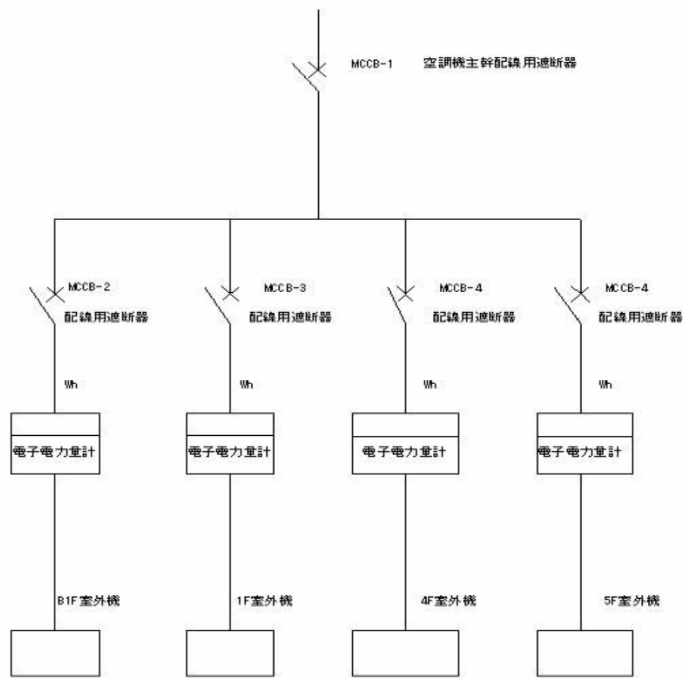 MCCB-1 空調機主幹配線用遮断器
MCCB-2
MCCB-3
MCCB-4
MCCB-4
配線用遮断器
配線用遮断器
配線用遮断器
配線用遮断器
Wh
Wh
Wh
Wh
電子電力量計
電子電力量計
電子電力量計
電子電力量計
B1F室外機
1F室外機
4F室外機
5F室外機